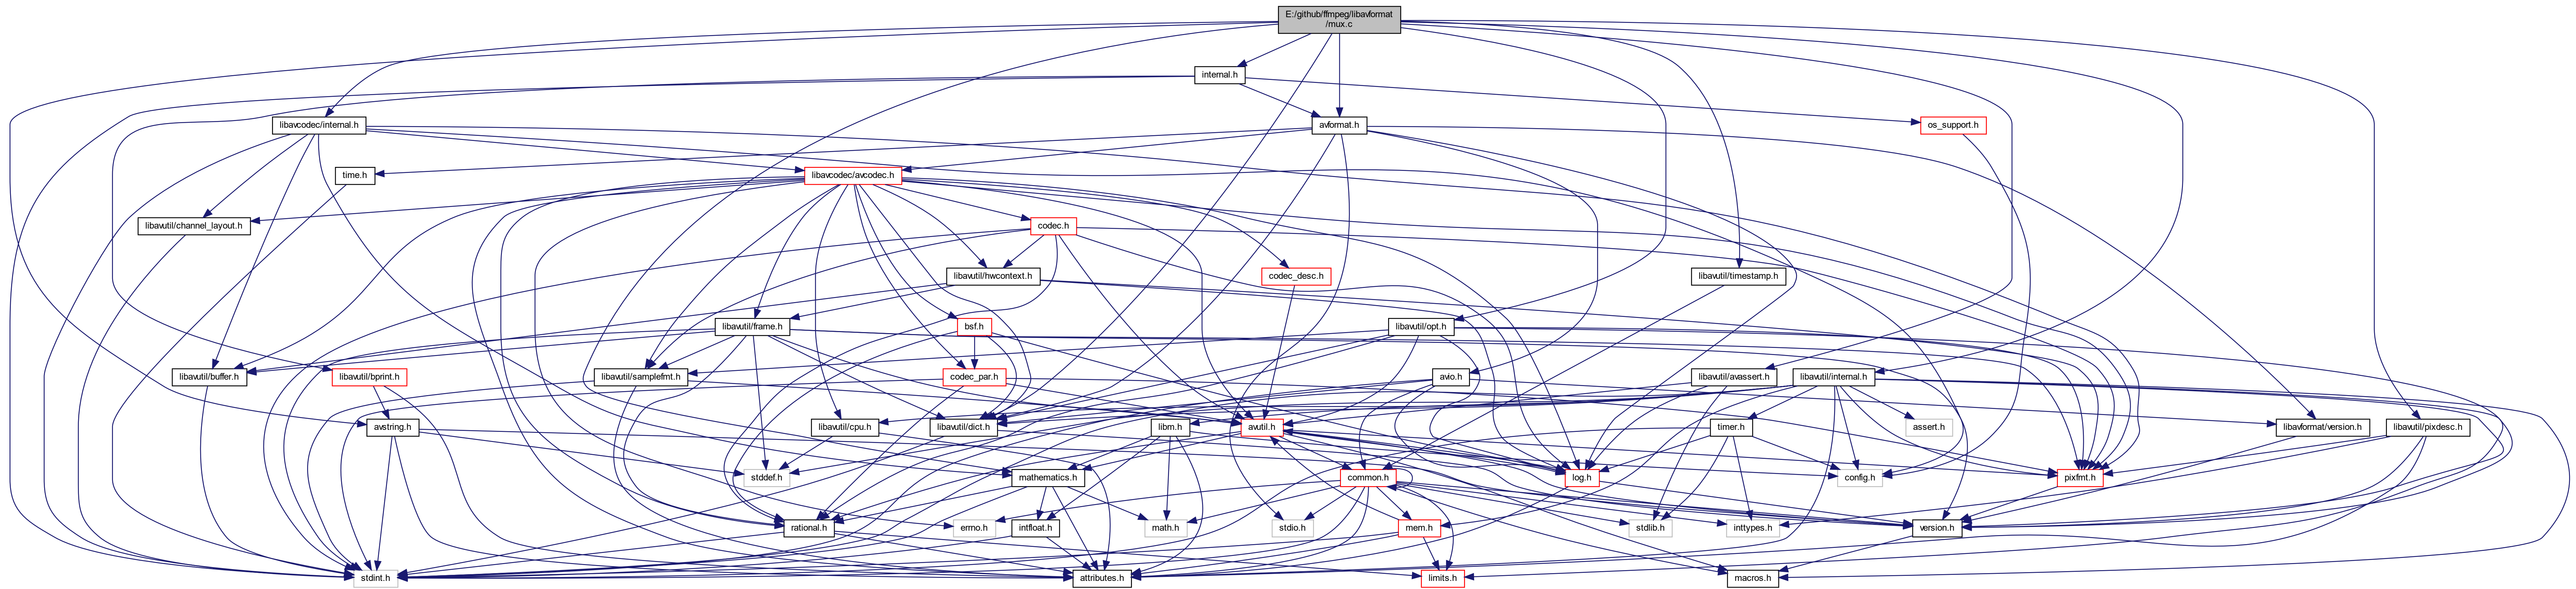 E:/github/ffmpeg/libavformat
/mux.c
internal.h
libavcodec/internal.h
avformat.h
os_support.h
time.h
libavcodec/avcodec.h
libavutil/channel_layout.h
codec.h
libavutil/hwcontext.h
codec_desc.h
libavutil/timestamp.h
libavutil/frame.h
bsf.h
libavutil/opt.h
libavutil/buffer.h
libavutil/bprint.h
libavutil/samplefmt.h
codec_par.h
avio.h
libavutil/avassert.h
libavutil/internal.h
avstring.h
libavutil/cpu.h
libavutil/dict.h
libm.h
avutil.h
timer.h
assert.h
libavformat/version.h
libavutil/pixdesc.h
stddef.h
mathematics.h
common.h
log.h
config.h
pixfmt.h
rational.h
errno.h
intfloat.h
math.h
stdio.h
mem.h
stdlib.h
inttypes.h
version.h
stdint.h
attributes.h
limits.h
macros.h